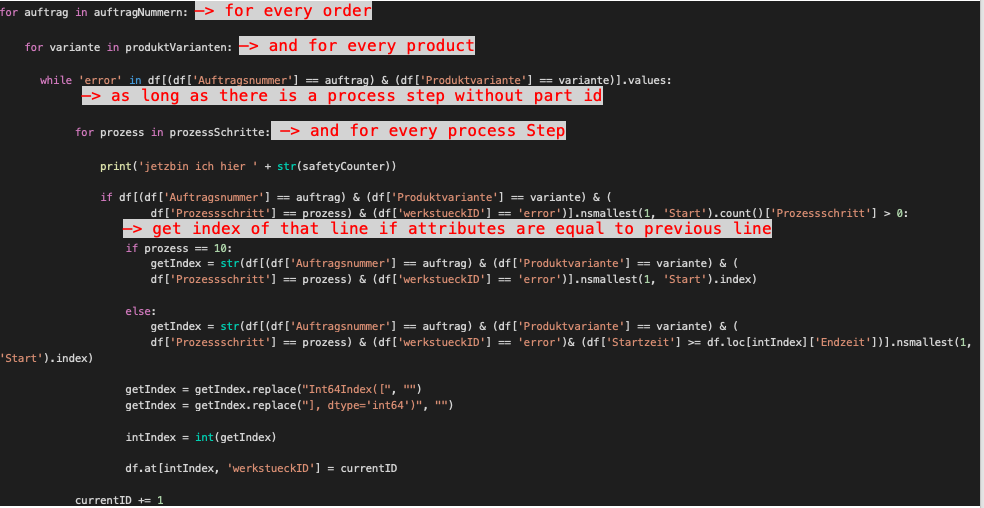 for auftrag in auftragNummern: —> for every order
for variante in produktVarianten: —> and for every product
while 'error' in df[(df['Auftragsnummer'] == auftrag) & (df['Produktvariante'] == variante)].values:
—> as long as there is a process step without part id
for prozess in prozessSchritte: —> and for every process Step
print('jetzbin ich hier ' + str(safetyCounter))
if df[(df['Auftragsnummer'] == auftrag) & (df['Produktvariante'] == variante) & (
df['Prozessschritt'] == prozess) & (df['werkstueckID'] == 'error')].nsmallest(1, 'Start').count()['Prozessschritt'] > 0:
—> get index of that line if attributes are equal to previous line
if prozess == 10:
getIndex = str(df[(df['Auftragsnummer'] == auftrag) & (df['Produktvariante'] == variante) & (
df['Prozessschritt'] == prozess) & (df['werkstueckID'] == 'error')].nsmallest(1, 'Start').index)
else:
getIndex = str(df[(df['Auftragsnummer'] == auftrag) & (df['Produktvariante'] == variante) & (
df['Prozessschritt'] == prozess) & (df['werkstueckID'] == 'error')& (df['Startzeit'] >= df.loc[intIndex]['Endzeit'])].nsmallest(1,
'Start').index)
getIndex = getIndex.replace("Int64Index([", "")
getIndex = getIndex.replace("], dtype='int64')", "")
intIndex = int(getIndex)
df.at[intIndex, 'werkstueckID'] = currentID
currentID += 1